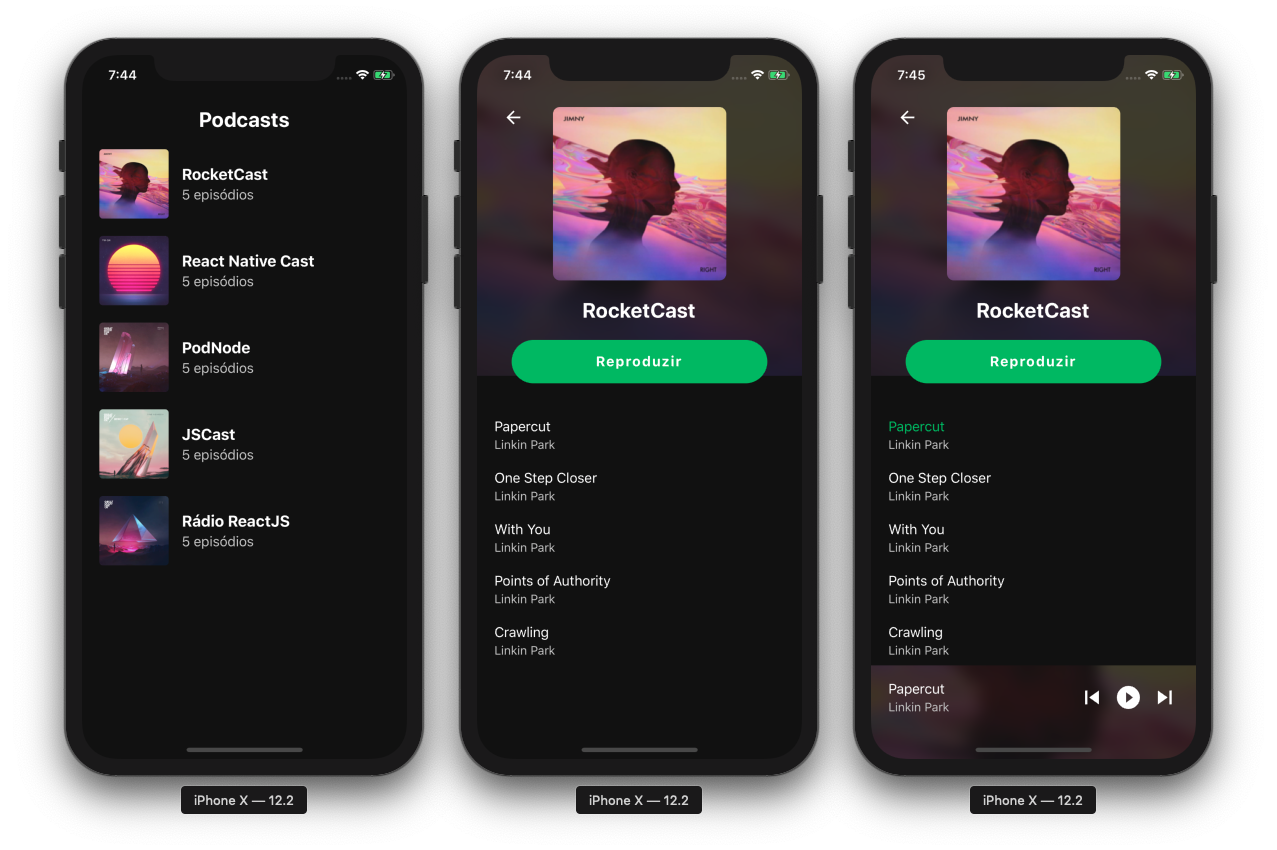 7:44
Podcasts
RocketCast
5 episódios
React Native Cast
5 episódios
PodNode
5 episódios
JSCast
5 episódios
Rádio ReactJS
5 episódios
iPhone X — 12.2
7:44
JIMNY
RIGHT
RocketCast
Reproduzir
Papercut
Linkin Park
One Step Closer
Linkin Park
With You
Linkin Park
Points of Authority
Linkin Park
Crawling
Linkin Park
iPhone X — 12.2
7:45
JIMNY
RIGHT
RocketCast
Reproduzir
Papercut
Linkin Park
One Step Closer
Linkin Park
With You
Linkin Park
Points of Authority
Linkin Park
Crawling
Linkin Park
Papercut
Linkin Park
iPhone X — 12.2